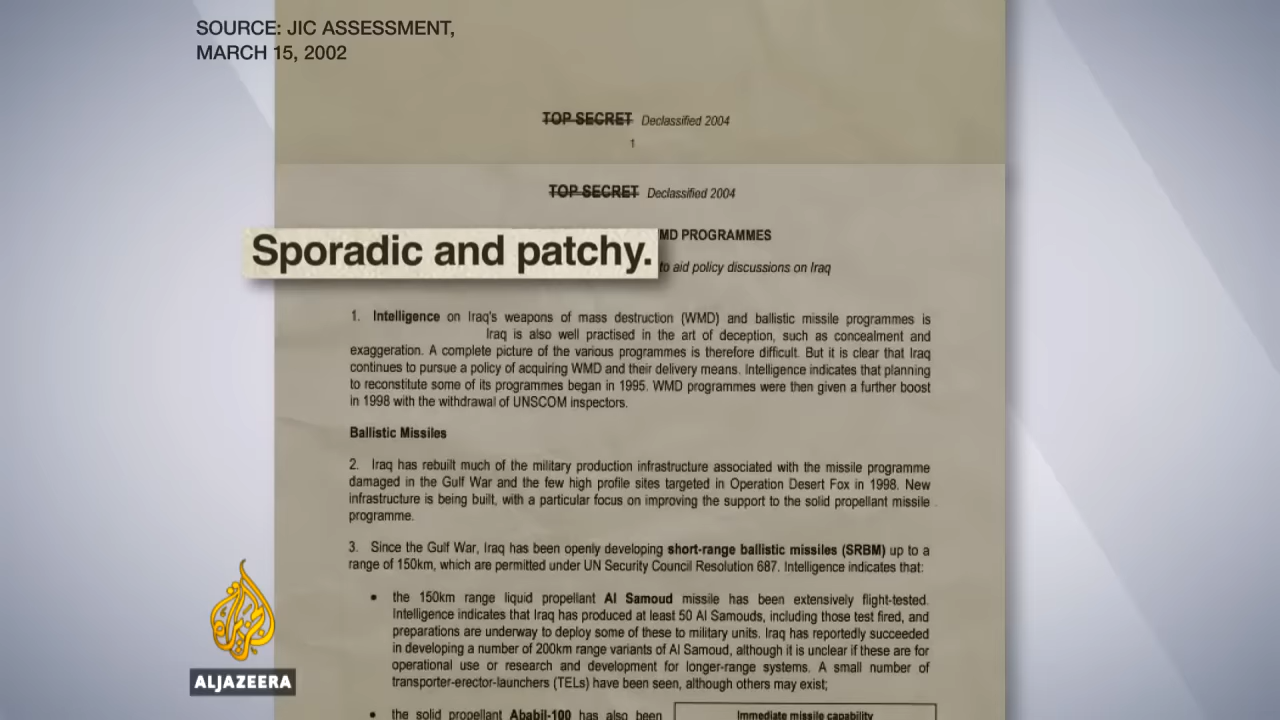 SOURCE: JIC ASSESSMENT,
MARCH 15, 2002
TOP SECRET Declassified 2004
1
TOP SECRET Declassified 2004
MD PROGRAMMES
Sporadic and patchy.
to aid policy discussions on Iraq
1. Intelligence on Iraq's weapons of mass destruction (WMD) and ballistic missile programmes is
Iraq is also well practised in the art of deception, such as concealment and
exaggeration. A complete picture of the various programmes is therefore difficult. But it is clear that Iraq
continues to pursue a policy of acquiring WMD and their delivery means. Intelligence indicates that planning
to reconstitute some of its programmes began in 1995. WMD programmes were then given a further boost
in 1998 with the withdrawal of UNSCOM inspectors.
Ballistic Missiles
2. Iraq has rebuilt much of the military production infrastructure associated with the missile programme
damaged in the Gulf War and the few high profile sites targeted in Operation Desert Fox in 1998. New
infrastructure is being built, with a particular focus on improving the support to the solid propellant missile
programme.
3. Since the Gulf War, Iraq has been openly developing short-range ballistic missiles (SRBM) up to a
range of 150km, which are permitted under UN Security Council Resolution 687. Intelligence indicates that:
• the 150km range liquid propellant Al Samoud missile has been extensively flight-tested.
Intelligence indicates that Iraq has produced at least 50 Al Samouds, including those test fired, and
preparations are underway to deploy some of these to military units. Iraq has reportedly succeeded
in developing a number of 200km range variants of Al Samoud, although it is unclear if these are for
operational use or research and development for longer-range systems. A small number of
transporter-erector-launchers (TELs) have been seen, although others may exist;
• the solid propellant Ababil-100 has also been
Immediate missile capability
الجزيرة
ALJAZEERA